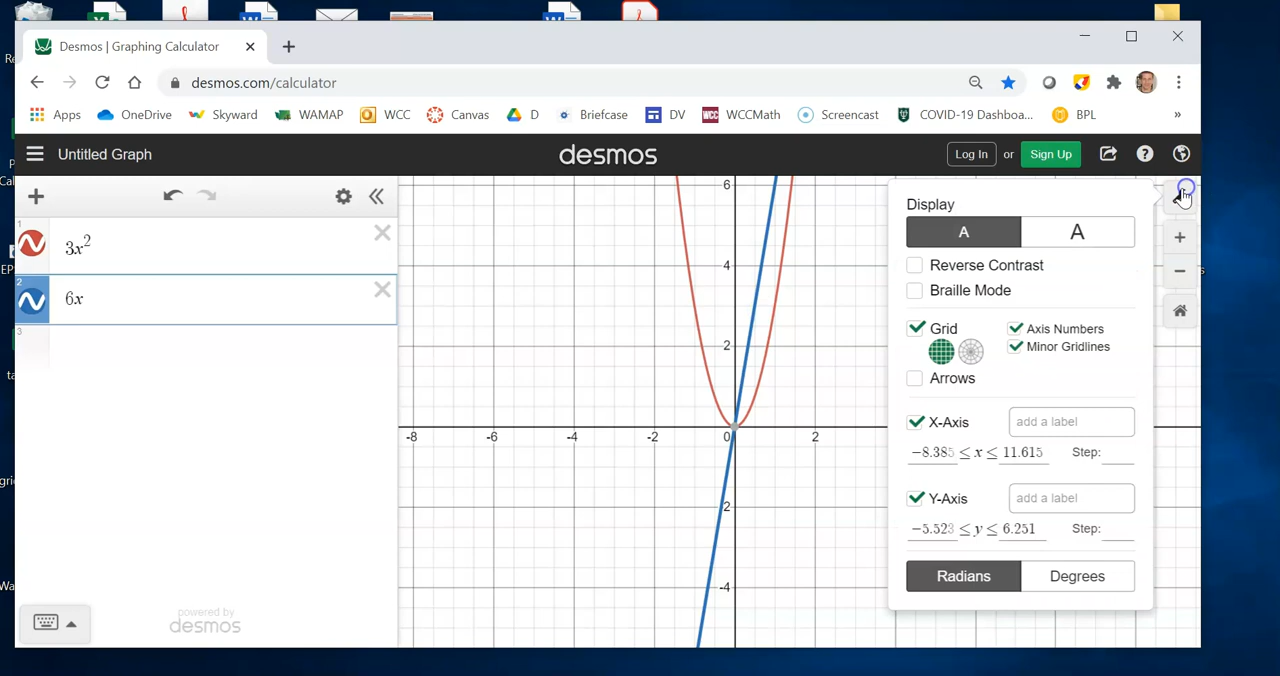 Desmos | Graphing Calculator
desmos.com/calculator
Apps OneDrive Skyward WAMAP WCC Canvas D Briefcase DV WCC WCCMath Screencast COVID-19 Dashboa... BPL »
Untitled Graph desmos Log In or Sign Up
1 3x²
2 6x
3
powered by
desmos
6
4
2
-8 -6 -4 -2 0 2
-2
-4
Display
A A
Reverse Contrast
Braille Mode
Grid Axis Numbers
Minor Gridlines
Arrows
X-Axis add a label
−8.385 ≤ x ≤ 11.615 Step:
Y-Axis add a label
−5.523 ≤ y ≤ 6.251 Step:
Radians Degrees